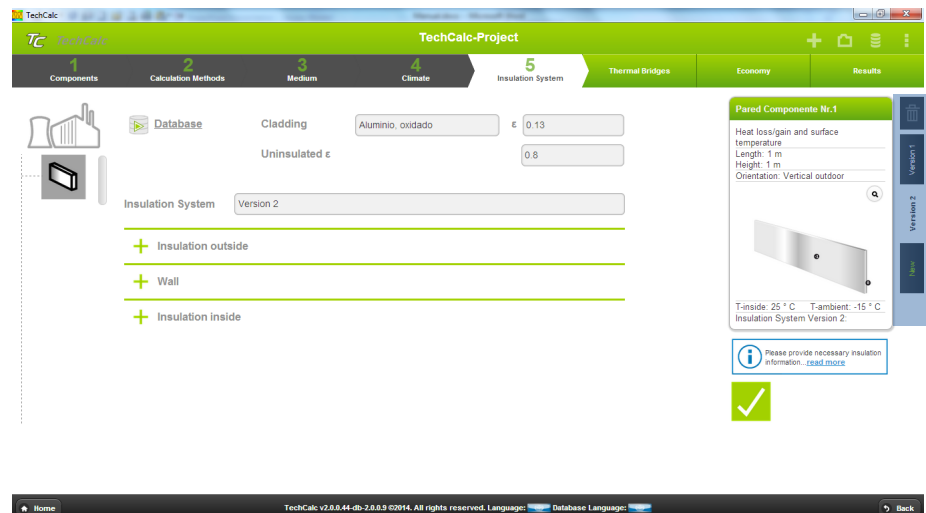 TechCalc
TC TechCalc
TechCalc-Project
1
Components
2
Calculation Methods
3
Medium
4
Climate
5
Insulation System
Thermal Bridges
Economy
Results
Database
Cladding
Aluminio, oxidado
ε
0.13
Uninsulated ε
0.8
Insulation System
Version 2
Insulation outside
Wall
Insulation inside
Pared Componente Nr.1
Heat loss/gain and surface
temperature
Length: 1 m
Height: 1 m
Orientation: Vertical outdoor
T-inside: 25 ° C T-ambient: -15 ° C
Insulation System Version 2:
Please provide necessary insulation
information...read more
Version 1
Version 2
New
Home
TechCalc v2.0.0.44-db-2.0.0.9 ©2014. All rights reserved. Language: Database Language:
Back